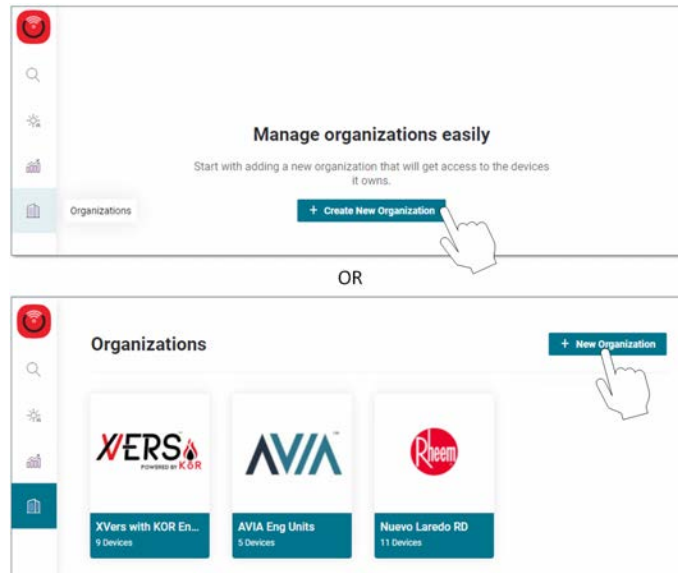 Manage organizations easily
Start with adding a new organization that will get access to the devices
it owns.
Organizations
+ Create New Organization
OR
Organizations
+ New Organization
XVERS
POWERED BY KŌR
AVIA
Rheem
XVers with KOR En...
9 Devices
AVIA Eng Units
5 Devices
Nuevo Laredo RD
11 Devices